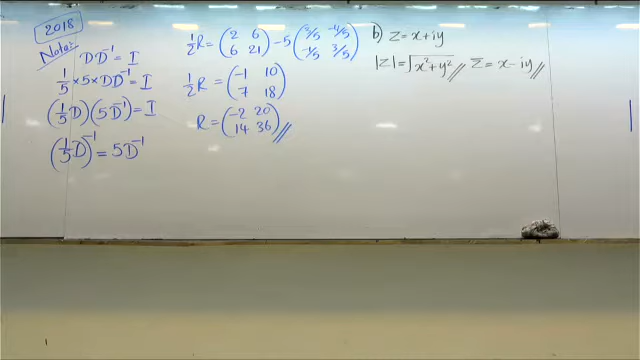 2018
Note:
DD⁻¹ = I
1/5 × 5 × DD⁻¹ = I
(1/5 D)(5D⁻¹) = I
(1/5 D)⁻¹ = 5D⁻¹
1/2 R = (2 6; 6 21) - 5 (3/5 -4/5; -1/5 3/5)
1/2 R = (-1 10; 7 18)
R = (-2 20; 14 36)
b) z = x + iy
|z| = √(x² + y²) z̄ = x - iy